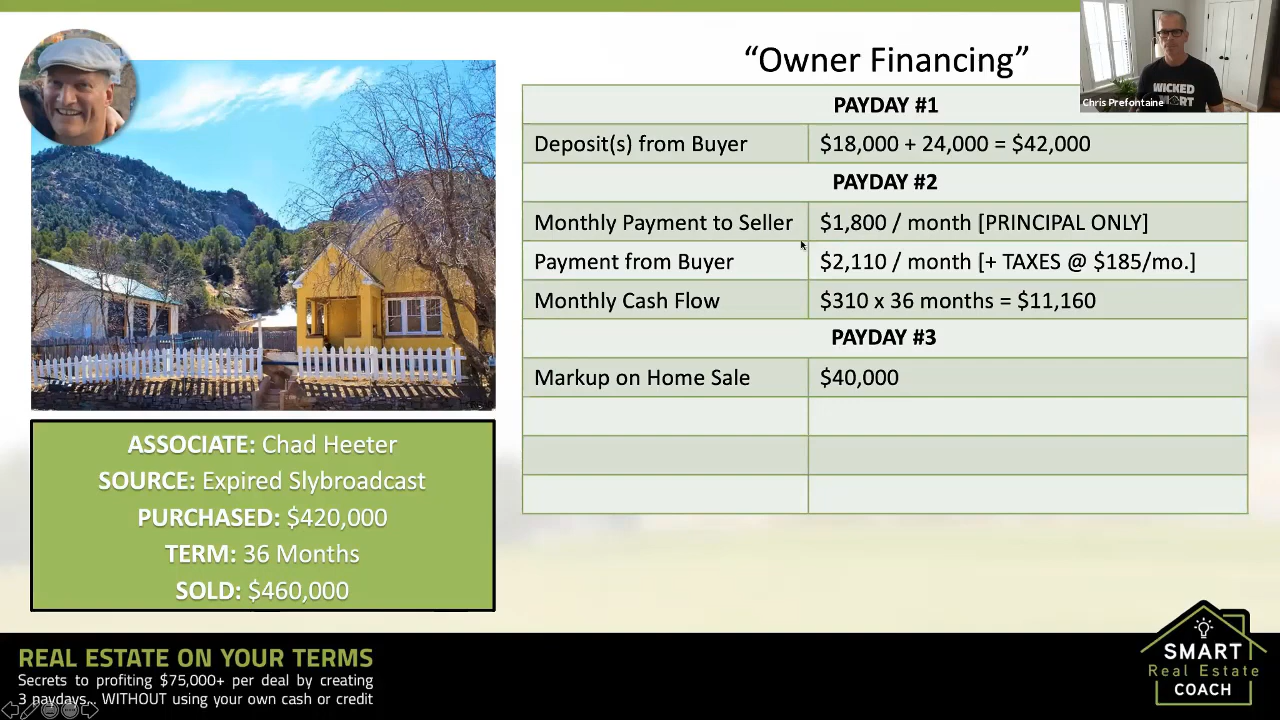 “Owner Financing”
Chris Prefontaine
WICKED
PAYDAY #1
Deposit(s) from Buyer $18,000 + 24,000 = $42,000
PAYDAY #2
Monthly Payment to Seller $1,800 / month [PRINCIPAL ONLY]
Payment from Buyer $2,110 / month [+ TAXES @ $185/mo.]
Monthly Cash Flow $310 x 36 months = $11,160
PAYDAY #3
Markup on Home Sale $40,000
ASSOCIATE: Chad Heeter
SOURCE: Expired Slybroadcast
PURCHASED: $420,000
TERM: 36 Months
SOLD: $460,000
REAL ESTATE ON YOUR TERMS
Secrets to profiting $75,000+ per deal by creating
3 paydays... WITHOUT using your own cash or credit
SMART
Real Estate
COACH